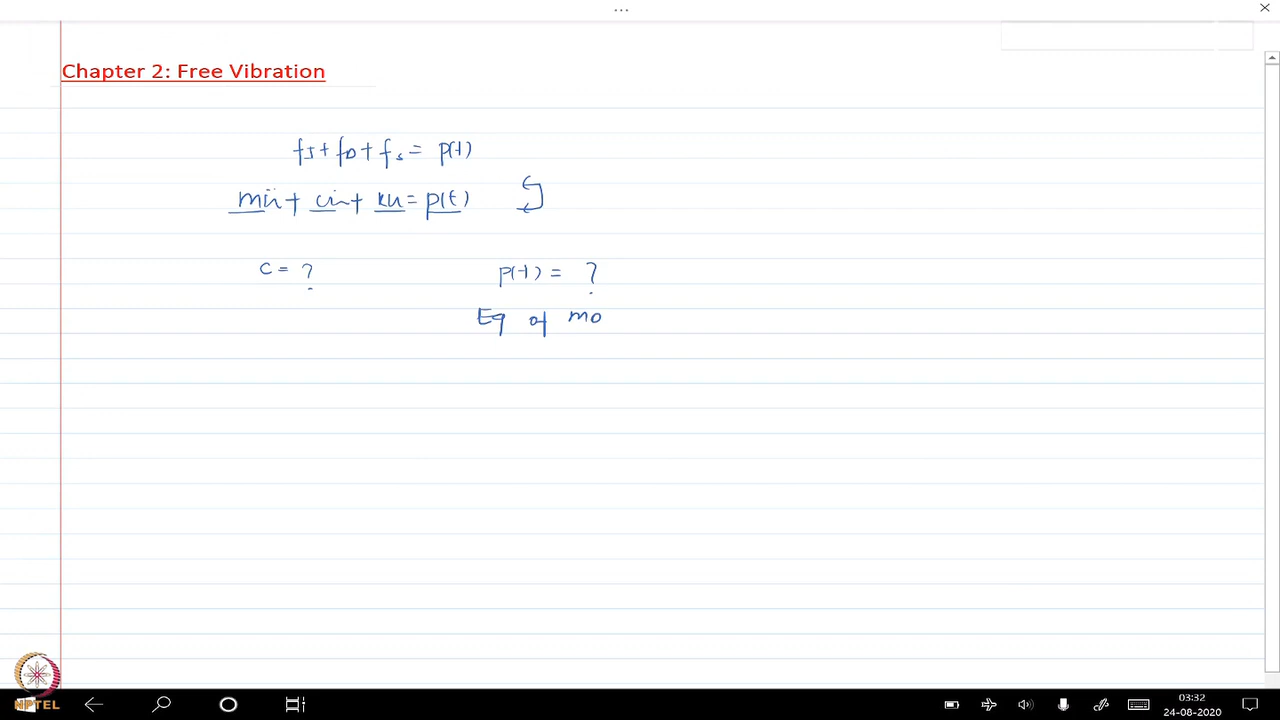 Chapter 2: Free Vibration
fI + fD + fs = p(t)
mü + cu̇ + ku = p(t)
c = ? p(t) = ?
Eq of mo
NPTEL
03:32
24-08-2020